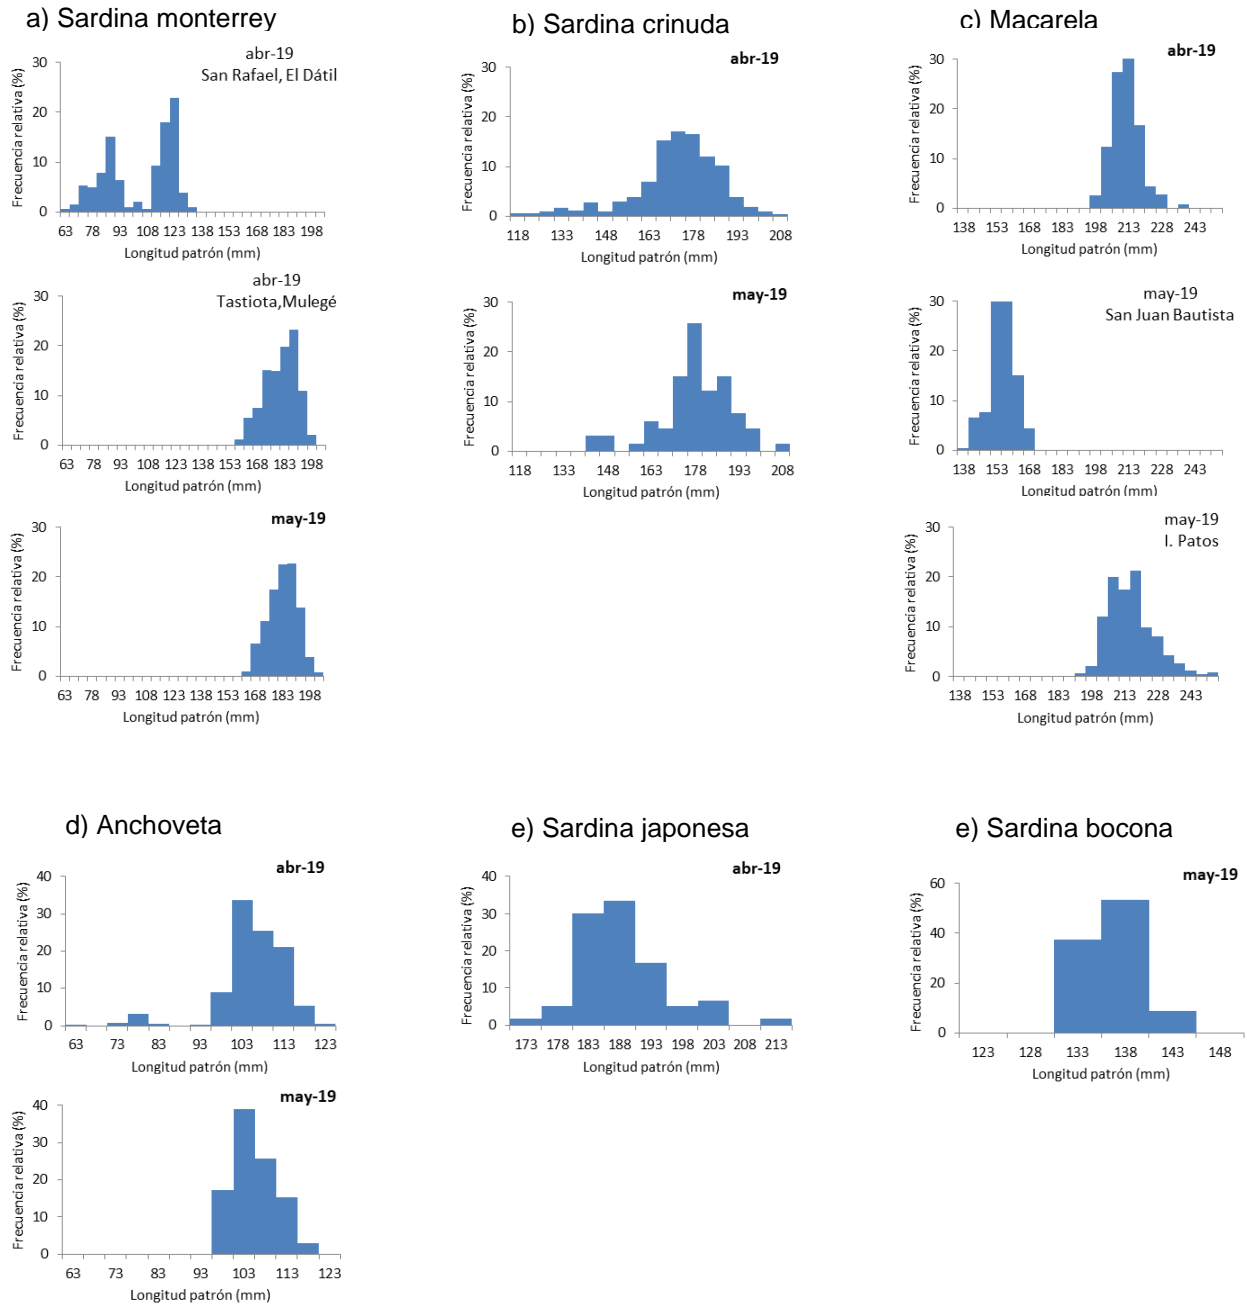 a) Sardina monterrey
abr-19
San Rafael, El Dátil
Frecuencia relativa (%)
30
20
10
0
63 78 93 108 123 138 153 168 183 198
Longitud patrón (mm)
abr-19
Tastiota,Mulegé
Frecuencia relativa (%)
30
20
10
0
63 78 93 108 123 138 153 168 183 198
Longitud patrón (mm)
may-19
Frecuencia relativa (%)
30
20
10
0
63 78 93 108 123 138 153 168 183 198
Longitud patrón (mm)
b) Sardina crinuda
abr-19
Frecuencia relativa (%)
30
20
10
0
118 133 148 163 178 193 208
Longitud patrón (mm)
may-19
Frecuencia relativa (%)
30
20
10
0
118 133 148 163 178 193 208
Longitud patrón (mm)
c) Macarela
abr-19
Frecuencia relativa (%)
30
20
10
0
138 153 168 183 198 213 228 243
Longitud patrón (mm)
may-19
San Juan Bautista
Frecuencia relativa (%)
30
20
10
0
138 153 168 183 198 213 228 243
Longitud patrón (mm)
may-19
I. Patos
Frecuencia relativa (%)
30
20
10
0
138 153 168 183 198 213 228 243
Longitud patrón (mm)
d) Anchoveta
abr-19
Frecuencia relativa (%)
40
30
20
10
0
63 73 83 93 103 113 123
Longitud patrón (mm)
may-19
Frecuencia relativa (%)
40
30
20
10
0
63 73 83 93 103 113 123
Longitud patrón (mm)
e) Sardina japonesa
abr-19
Frecuencia relativa (%)
40
30
20
10
0
173 178 183 188 193 198 203 208 213
Longitud patrón (mm)
e) Sardina bocona
may-19
Frecuencia relativa (%)
60
40
20
0
123 128 133 138 143 148
Longitud patrón (mm)